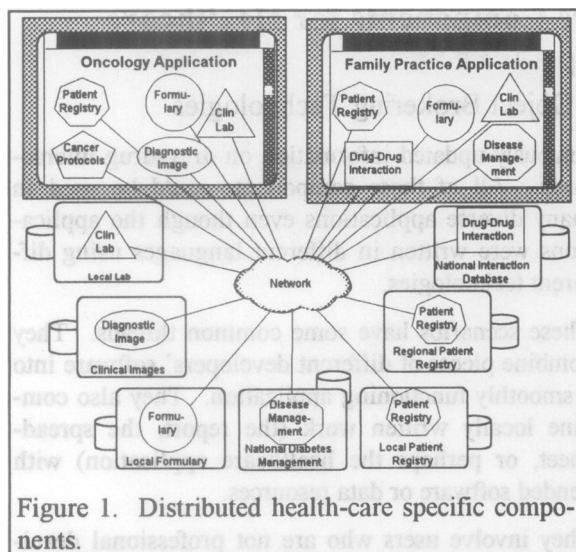 Oncology Application
Patient
Registry
Formu-
lary
Clin
Lab
Cancer
Protocol
Diagnostic
Image
Family Practice Application
Patient
Registry
Formu-
lary
Clin
Lab
Drug-Drug
Interaction
Disease
Manage-
ment
Clin
Lab
Local Lab
Drug-Drug
Interaction
National Interaction
Database
Network
Diagnostic
Image
Clinical Images
Patient
Registry
Regional Patient
Registry
Formu-
lary
Local Formulary
Disease
Manage-
ment
National Diabetes
Management
Patient
Registry
Local Patient
Registry
Figure 1. Distributed health-care specific compo-
nents.